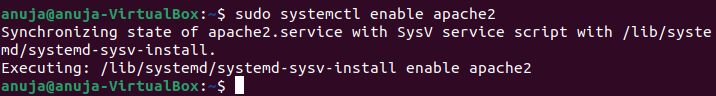 anuja@anuja-VirtualBox:~$ sudo systemctl enable apache2
Synchronizing state of apache2.service with SysV service script with /lib/syste
md/systemd-sysv-install.
Executing: /lib/systemd/systemd-sysv-install enable apache2
anuja@anuja-VirtualBox:~$